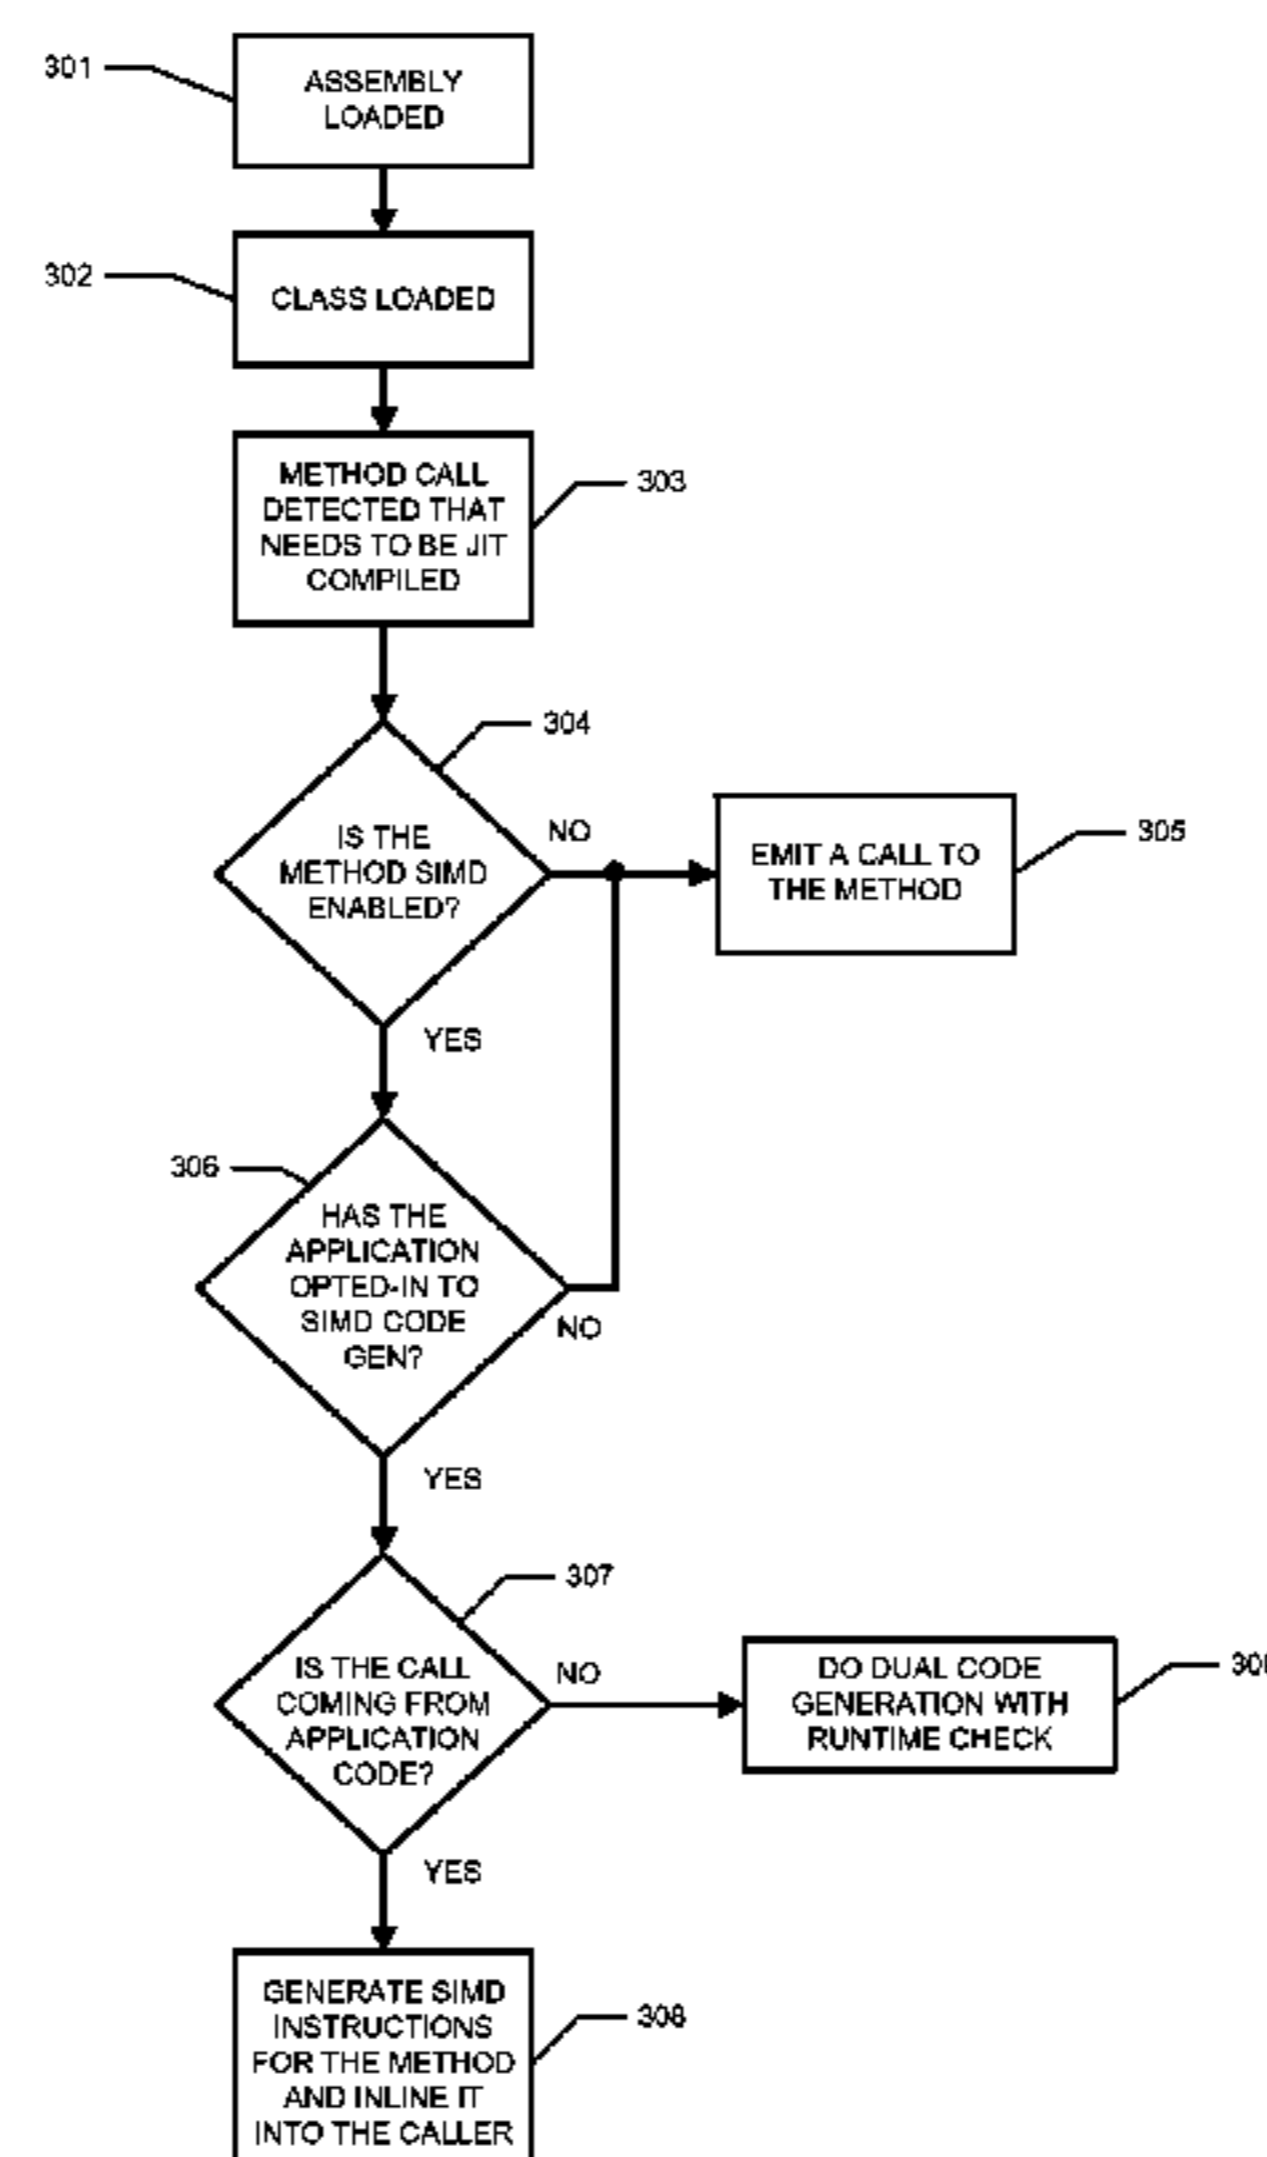 301
ASSEMBLY
LOADED
302
CLASS LOADED
303
METHOD CALL
DETECTED THAT
NEEDS TO BE JIT
COMPILED
304
IS THE
METHOD SIMD
ENABLED?
NO
305
EMIT A CALL TO
THE METHOD
YES
306
HAS THE
APPLICATION
OPTED-IN TO
SIMD CODE
GEN?
NO
YES
307
IS THE CALL
COMING FROM
APPLICATION
CODE?
NO
DO DUAL CODE
GENERATION WITH
RUNTIME CHECK
YES
308
GENERATE SIMD
INSTRUCTIONS
FOR THE METHOD
AND INLINE IT
INTO THE CALLER